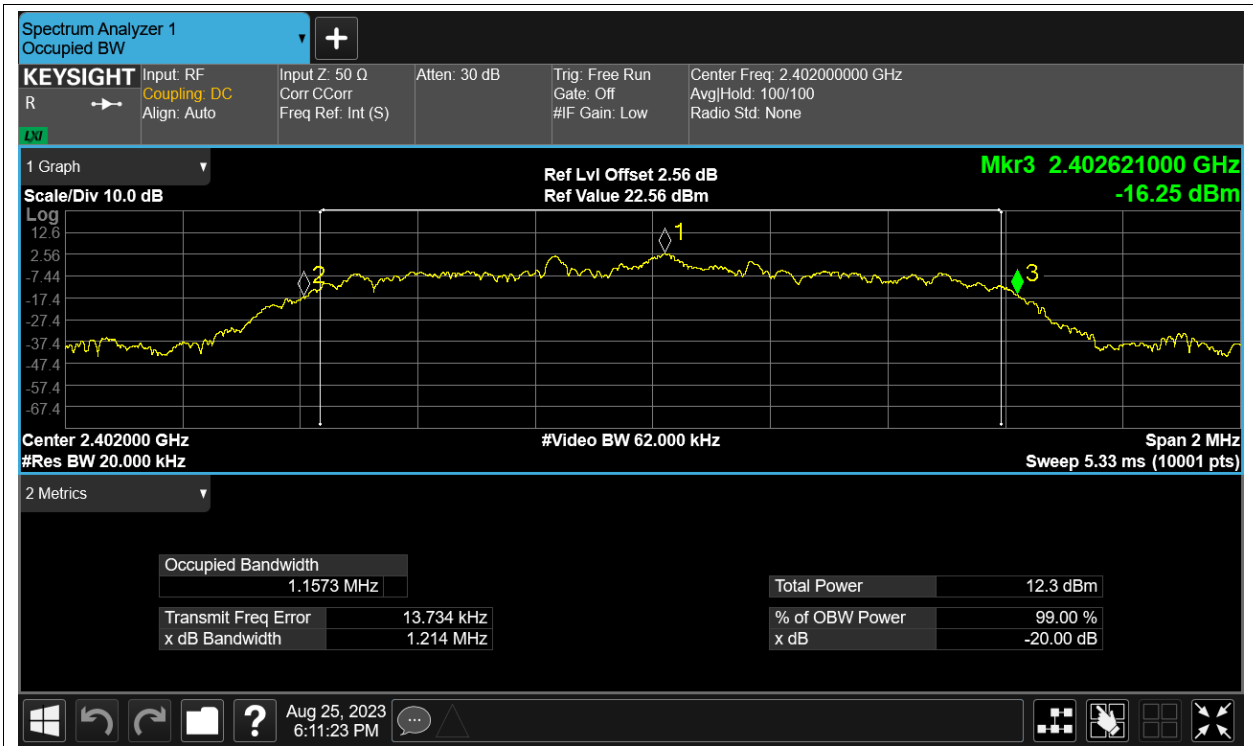 Spectrum Analyzer 1
Occupied BW
KEYSIGHT
R
LXI
Input: RF
Coupling: DC
Align: Auto
Input Z: 50 Ω
Corr CCorr
Freq Ref: Int (S)
Atten: 30 dB
Trig: Free Run
Gate: Off
#IF Gain: Low
Center Freq: 2.402000000 GHz
Avg|Hold: 100/100
Radio Std: None
1 Graph
Scale/Div 10.0 dB
Ref Lvl Offset 2.56 dB
Ref Value 22.56 dBm
Mkr3 2.402621000 GHz
-16.25 dBm
Log
12.6
2.56
-7.44
-17.4
-27.4
-37.4
-47.4
-57.4
-67.4
1
2
3
Center 2.402000 GHz
#Res BW 20.000 kHz
#Video BW 62.000 kHz
Span 2 MHz
Sweep 5.33 ms (10001 pts)
2 Metrics
Occupied Bandwidth
1.1573 MHz
Transmit Freq Error 13.734 kHz
x dB Bandwidth 1.214 MHz
Total Power 12.3 dBm
% of OBW Power 99.00 %
x dB -20.00 dB
?
Aug 25, 2023
6:11:23 PM